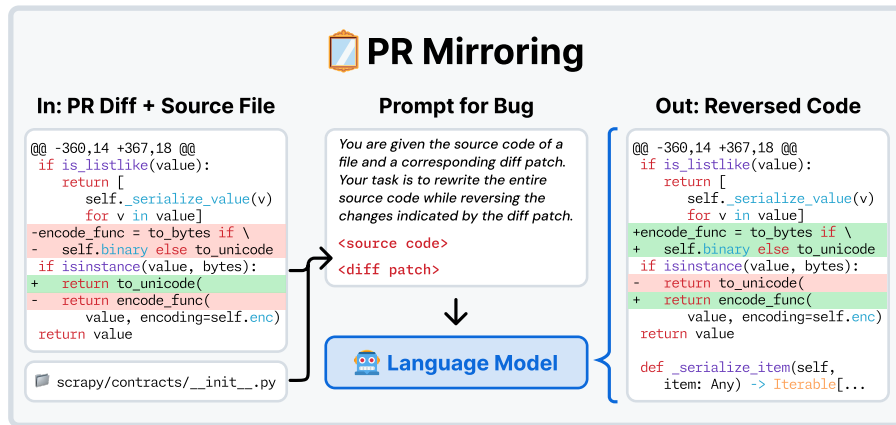 PR Mirroring
In: PR Diff + Source File
@@ -360,14 +367,18 @@
if is_listlike(value):
return [
self._serialize_value(v)
for v in value]
-encode_func = to_bytes if \
- self.binary else to_unicode
if isinstance(value, bytes):
+ return to_unicode(
- return encode_func(
value, encoding=self.enc)
return value
scrapy/contracts/__init__.py
Prompt for Bug
You are given the source code of a
file and a corresponding diff patch.
Your task is to rewrite the entire
source code while reversing the
changes indicated by the diff patch.
<source code>
<diff patch>
Language Model
Out: Reversed Code
@@ -360,14 +367,18 @@
if is_listlike(value):
return [
self._serialize_value(v)
for v in value]
+encode_func = to_bytes if \
+ self.binary else to_unicode
if isinstance(value, bytes):
- return to_unicode(
+ return encode_func(
value, encoding=self.enc)
return value
def _serialize_item(self,
item: Any) -> Iterable[...